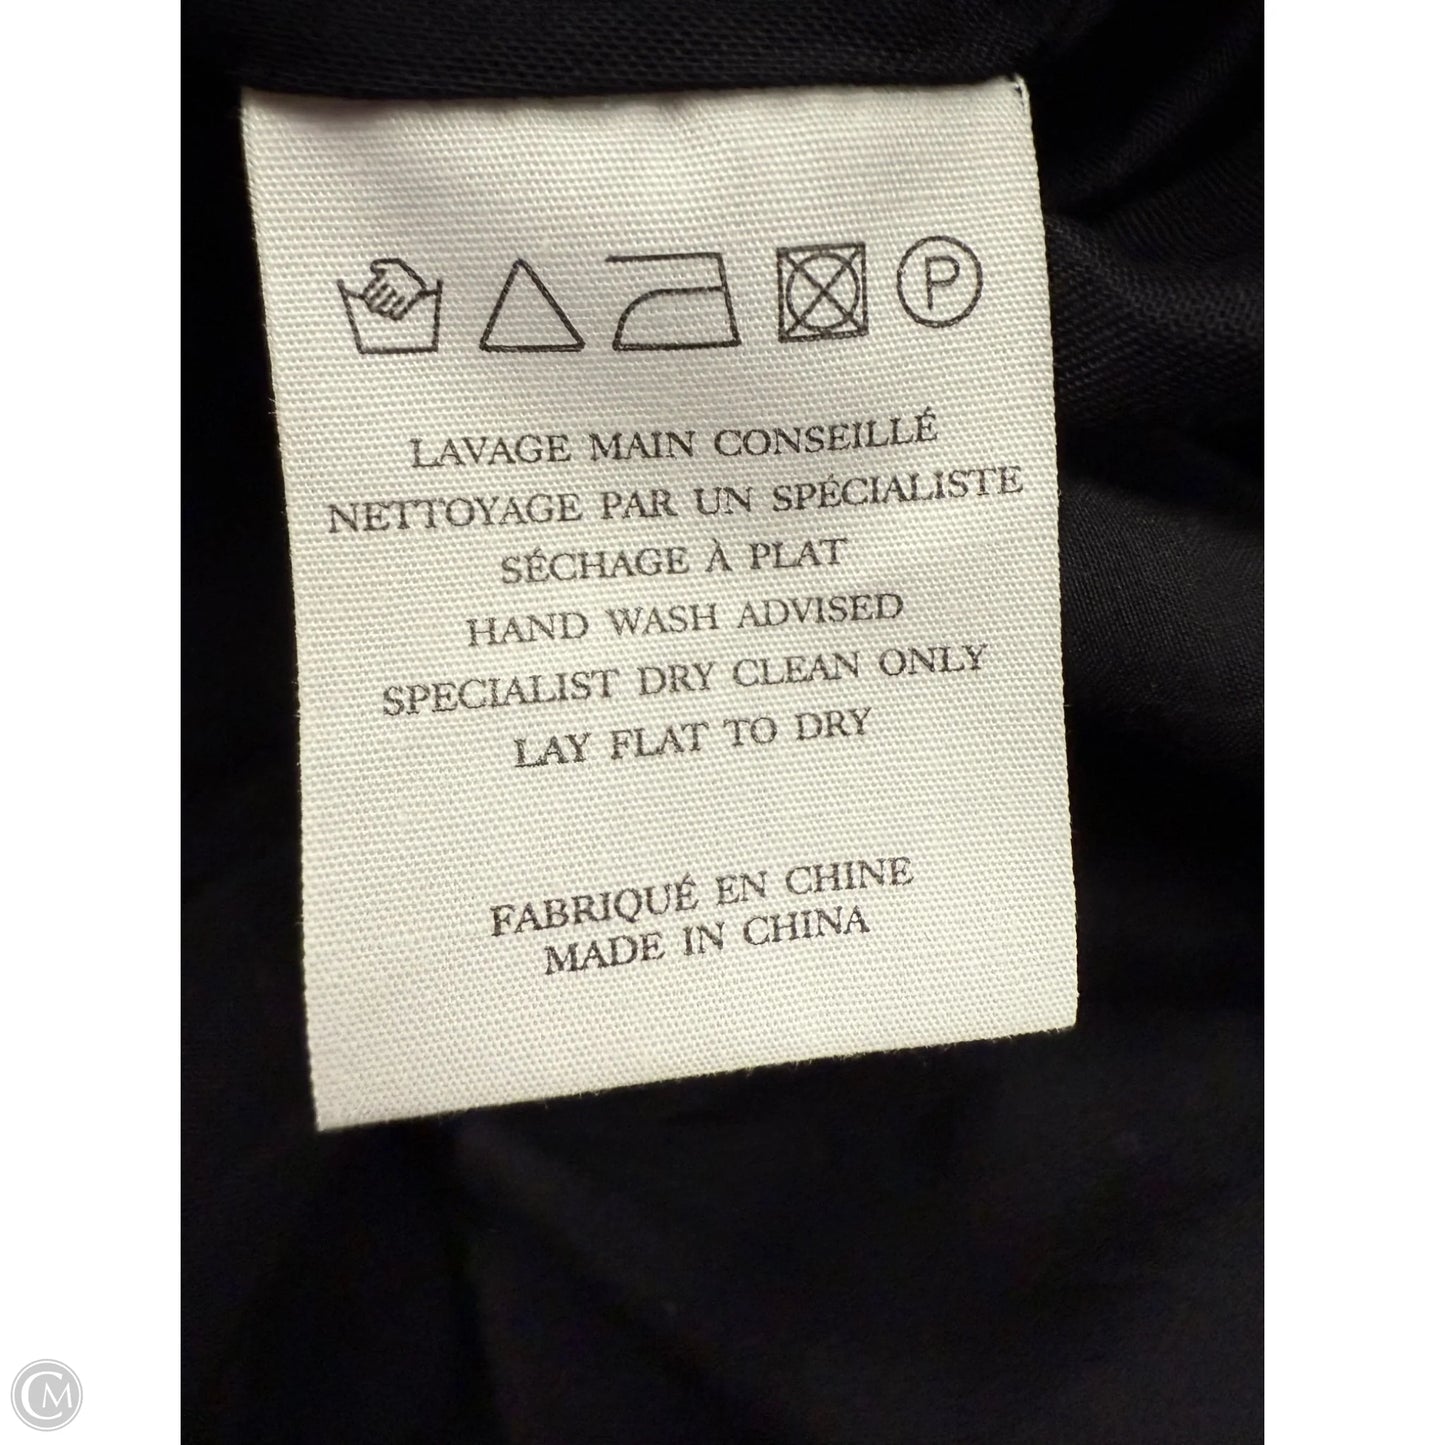 P
LAVAGE MAIN CONSEILLÉ
NETTOYAGE PAR UN SPÉCIALISTE
SÉCHAGE À PLAT
HAND WASH ADVISED
SPECIALIST DRY CLEAN ONLY
LAY FLAT TO DRY
FABRIQUÉ EN CHINE
MADE IN CHINA
CM